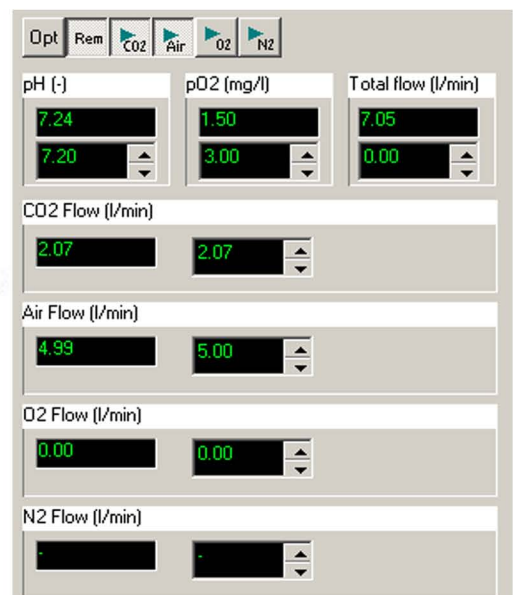 Opt Rem CO2 Air O2 N2
pH (-) pO2 (mg/l) Total flow (l/min)
7.24 1.50 7.05
7.20 3.00 0.00
CO2 Flow (l/min)
2.07 2.07
Air Flow (l/min)
4.99 5.00
O2 Flow (l/min)
0.00 0.00
N2 Flow (l/min)
- -